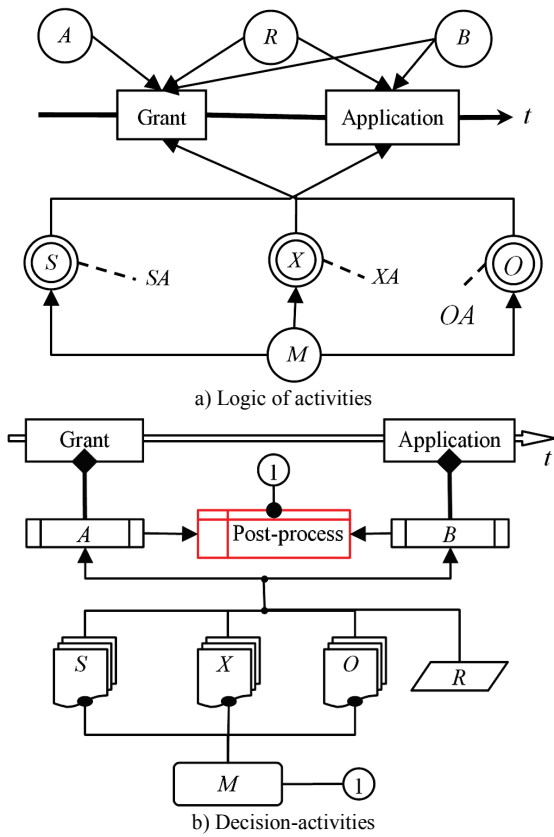 A R B
Grant Application t
S X O
SA XA OA
M
a) Logic of activities
Grant Application t
1
A Post-process B
S X O R
M 1
b) Decision-activities